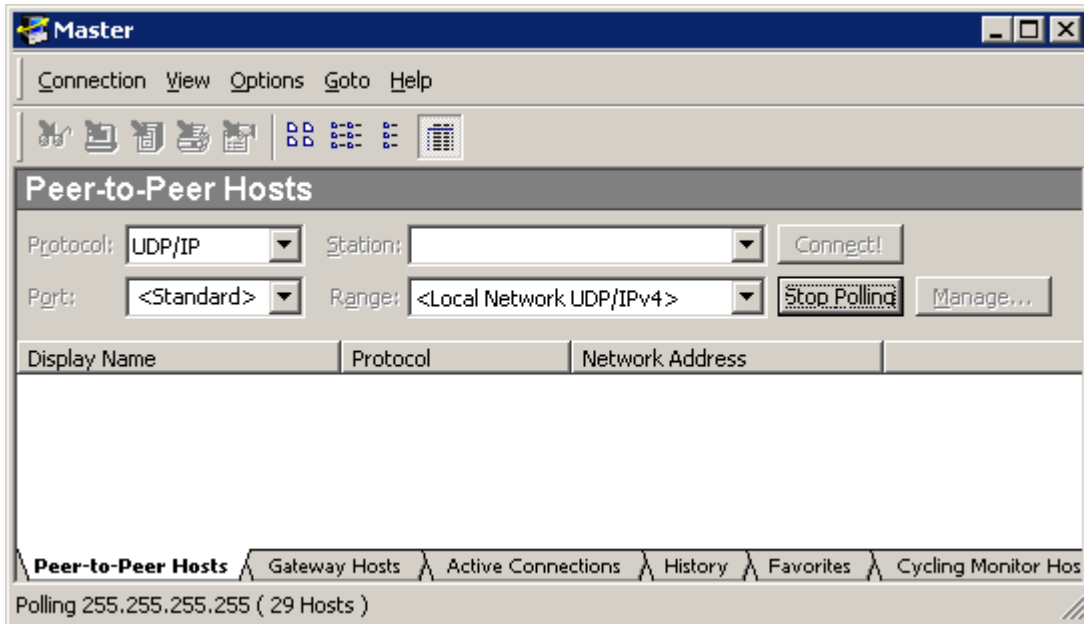 Master
Connection View Options Goto Help
Peer-to-Peer Hosts
Protocol: UDP/IP Station: Connect!
Port: <Standard> Range: <Local Network UDP/IPv4> Stop Polling Manage...
Display Name Protocol Network Address
Peer-to-Peer Hosts Gateway Hosts Active Connections History Favorites Cycling Monitor Hos
Polling 255.255.255.255 ( 29 Hosts )